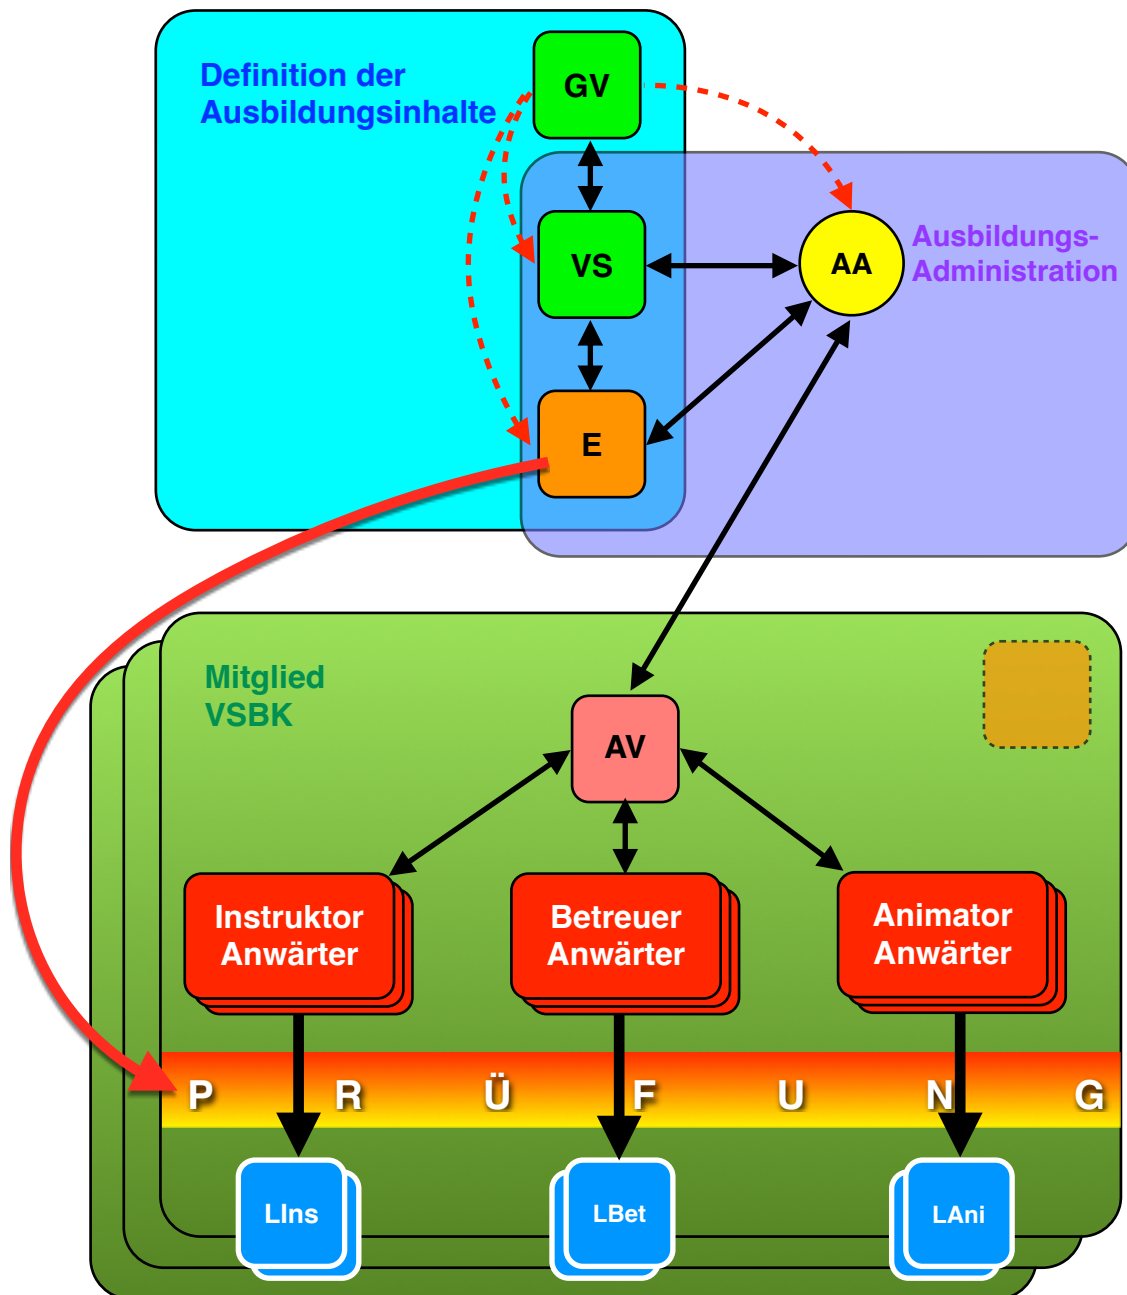 Definition der
Ausbildungsinhalte
GV
VS
AA
Ausbildungs-
Administration
E
Mitglied
VSBK
AV
Instruktor
Anwärter
Betreuer
Anwärter
Animator
Anwärter
P R Ü F U N G
LIns
LBet
LAni